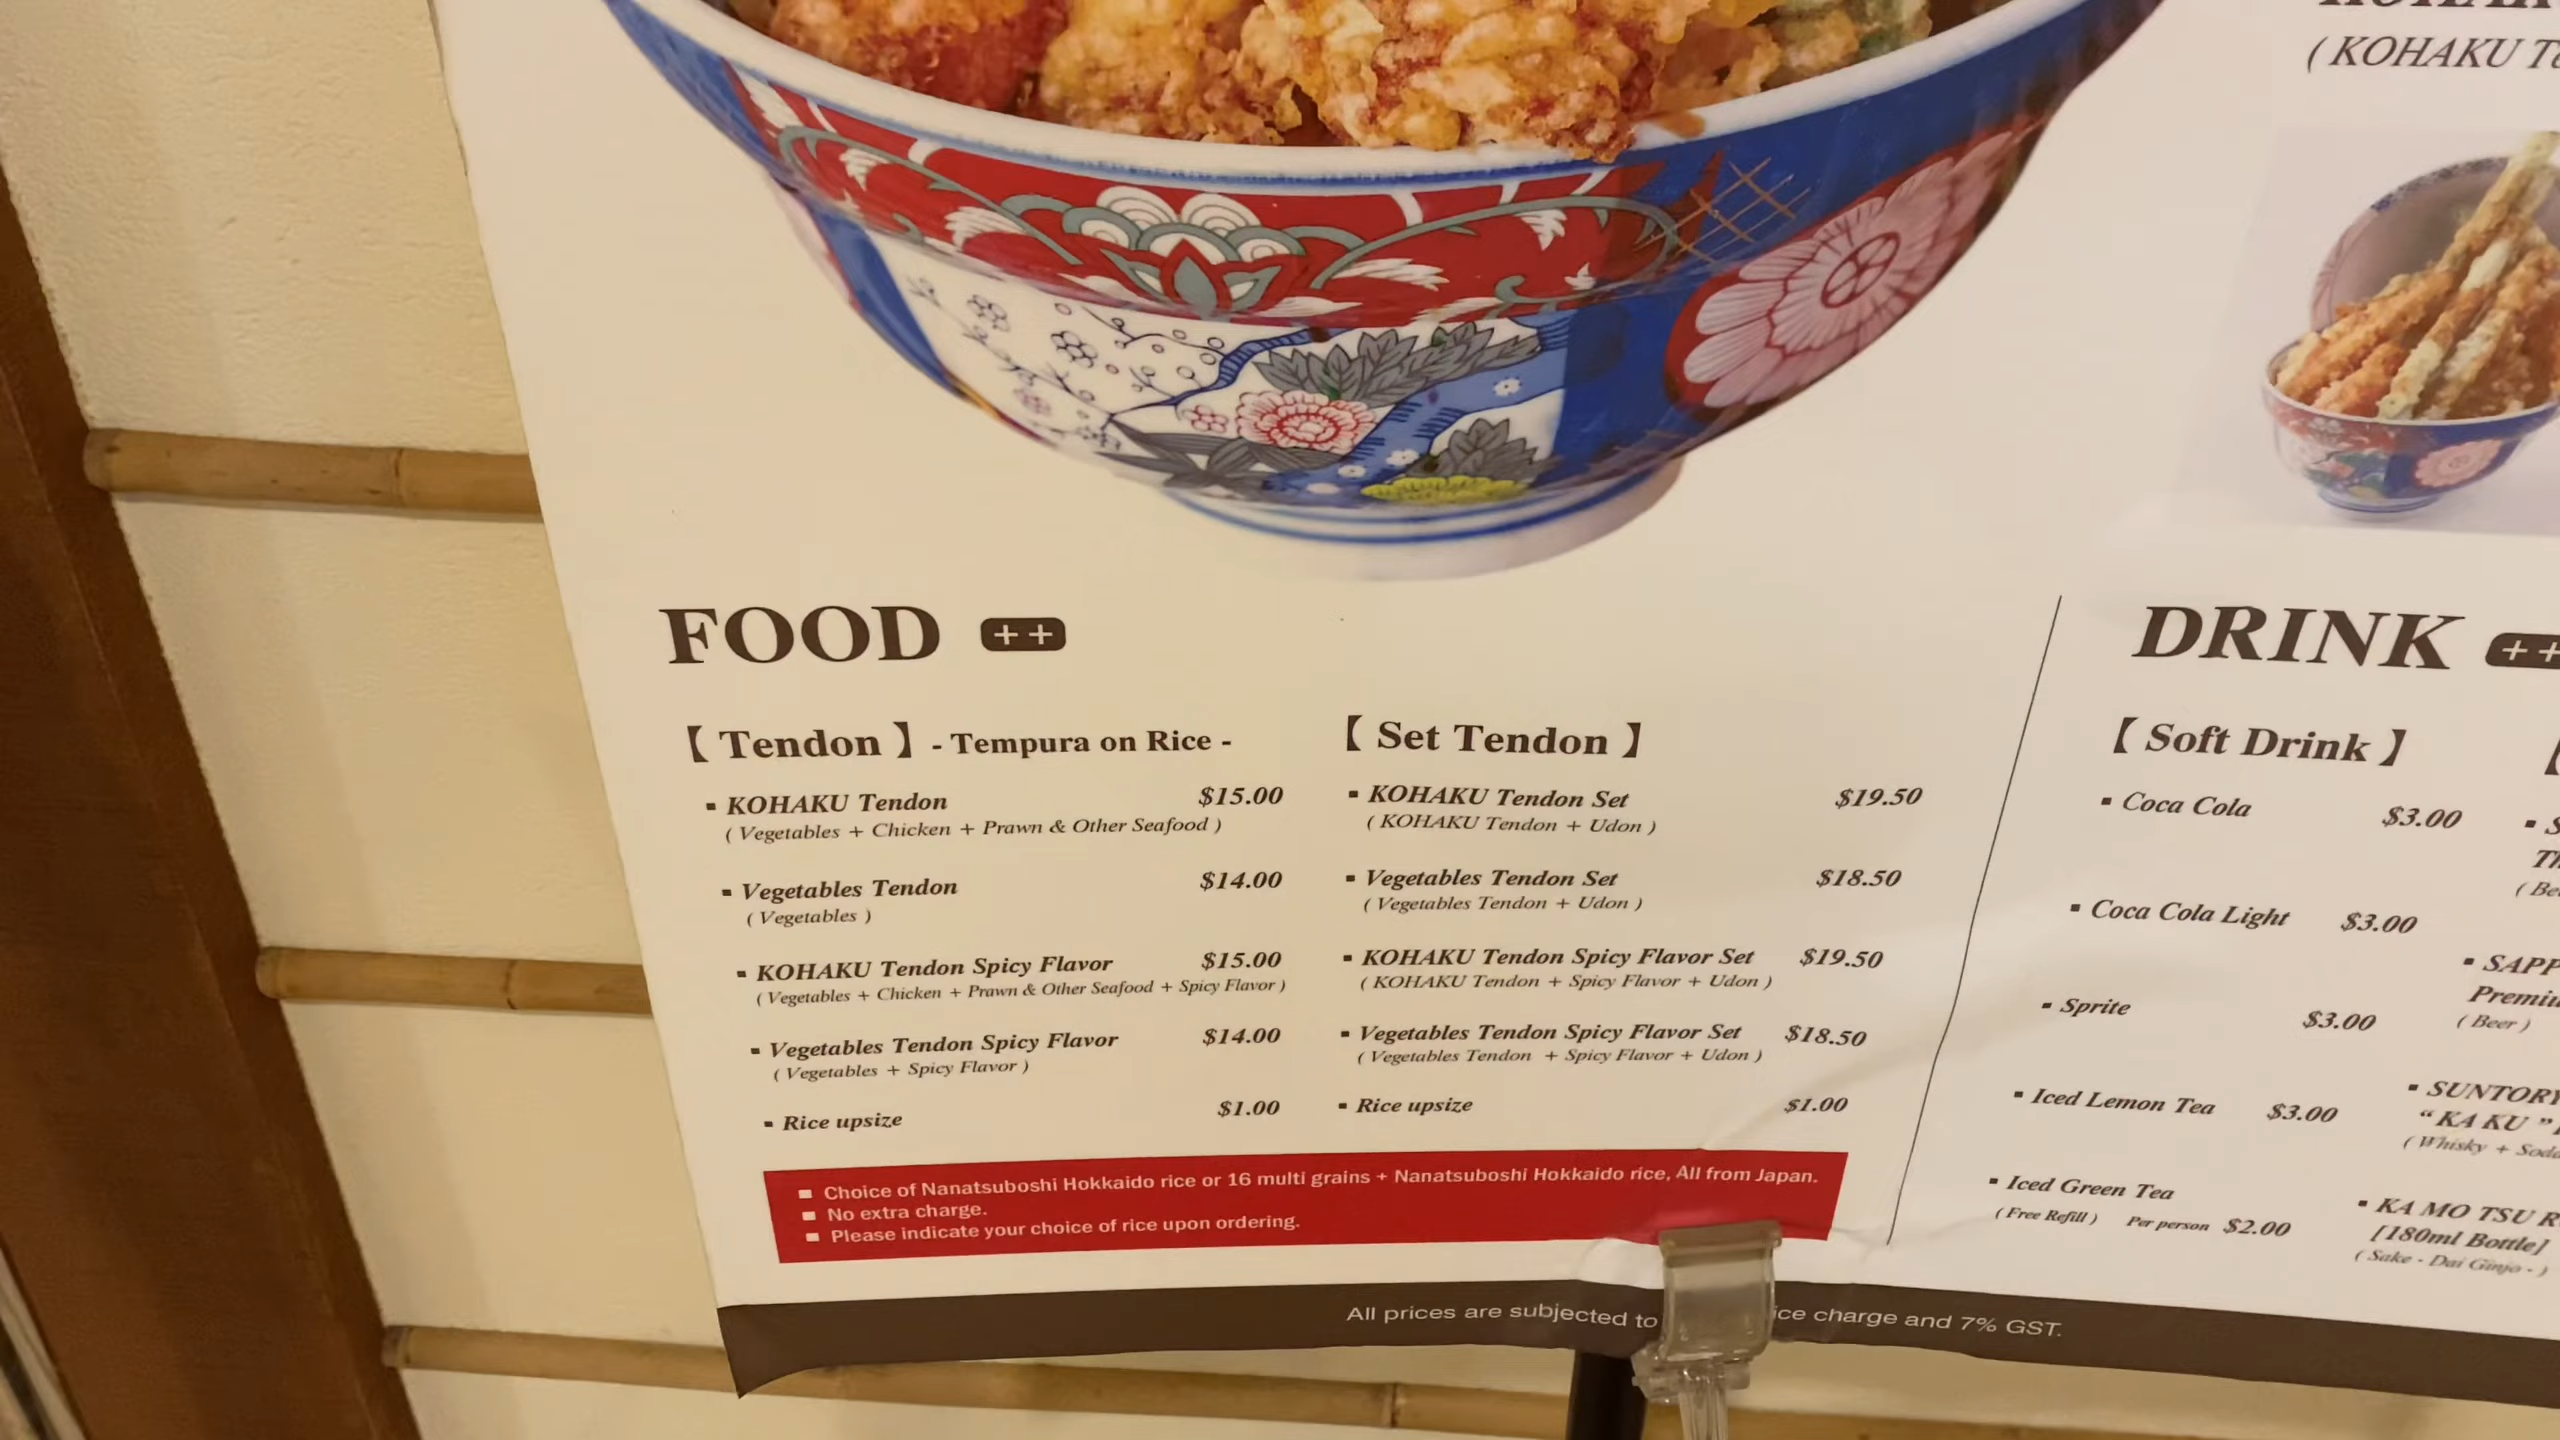 ( KOHAKU
FOOD ++
【 Tendon 】 - Tempura on Rice -
▪ KOHAKU Tendon $15.00
( Vegetables + Chicken + Prawn & Other Seafood )
▪ Vegetables Tendon $14.00
( Vegetables )
▪ KOHAKU Tendon Spicy Flavor $15.00
( Vegetables + Chicken + Prawn & Other Seafood + Spicy Flavor )
▪ Vegetables Tendon Spicy Flavor $14.00
( Vegetables + Spicy Flavor )
▪ Rice upsize $1.00
【 Set Tendon 】
▪ KOHAKU Tendon Set $19.50
( KOHAKU Tendon + Udon )
▪ Vegetables Tendon Set $18.50
( Vegetables Tendon + Udon )
▪ KOHAKU Tendon Spicy Flavor Set $19.50
( KOHAKU Tendon + Spicy Flavor + Udon )
▪ Vegetables Tendon Spicy Flavor Set $18.50
( Vegetables Tendon + Spicy Flavor + Udon )
▪ Rice upsize $1.00
■ Choice of Nanatsuboshi Hokkaido rice or 16 multi grains + Nanatsuboshi Hokkaido rice, All from Japan.
■ No extra charge.
■ Please indicate your choice of rice upon ordering.
DRINK ++
【 Soft Drink 】
▪ Coca Cola $3.00
▪ Coca Cola Light $3.00
▪ Sprite $3.00
▪ Iced Lemon Tea $3.00
▪ Iced Green Tea
( Free Refill ) Per person $2.00
▪ SAPP
Premiu
( Beer )
▪ SUNTORY
“ KA KU ”
( Whisky + Soda
▪ KA MO TSU
[180ml Bottle]
( Sake - Dai Ginjo - )
All prices are subjected to ice charge and 7% GST.